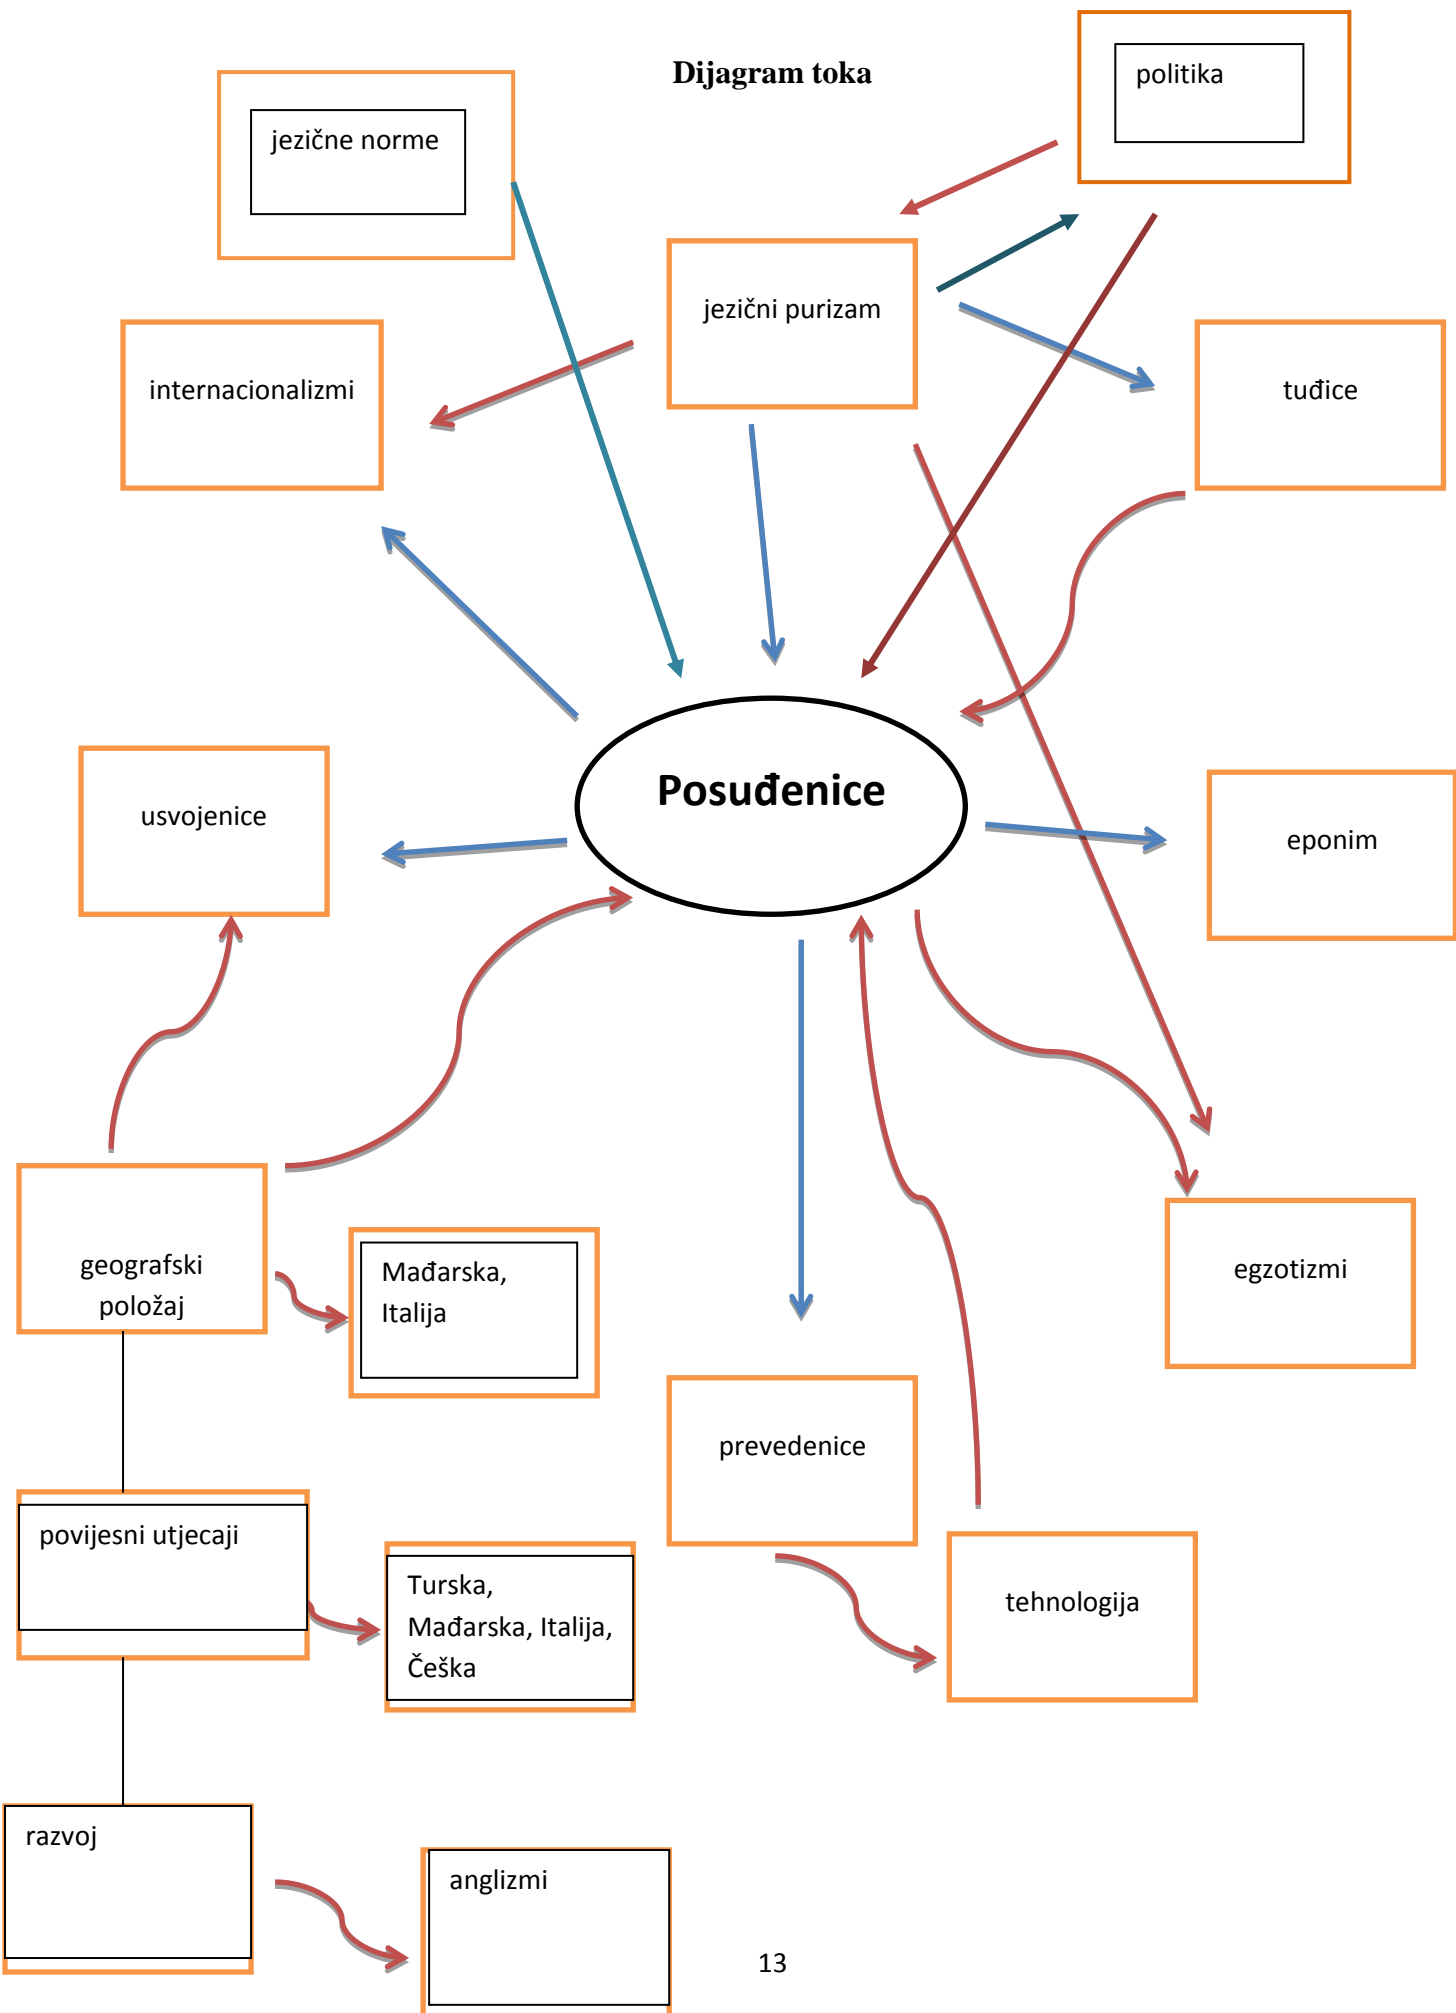 Dijagram toka
politika
jezične norme
jezični purizam
internacionalizmi
tuđice
Posuđenice
usvojenice
eponim
geografski
položaj
Mađarska,
Italija
egzotizmi
prevedenice
povijesni utjecaji
Turska,
Mađarska, Italija,
Češka
tehnologija
razvoj
anglizmi
13